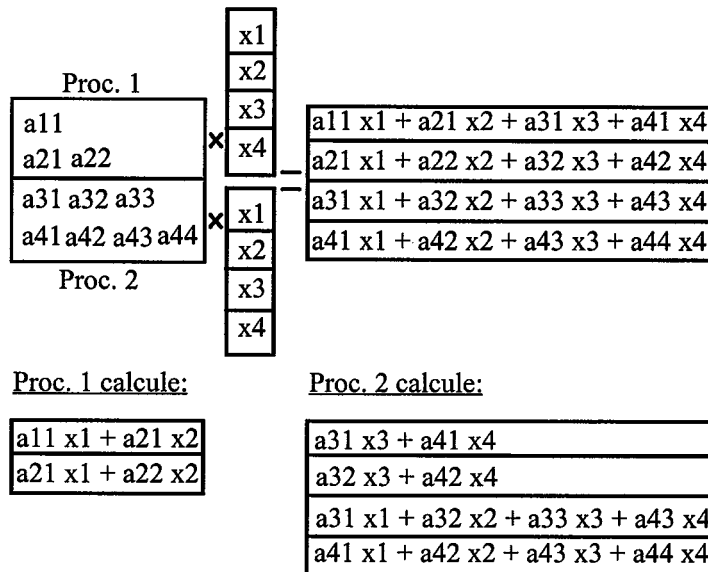 Proc. 1
a11
a21 a22
a31 a32 a33
a41 a42 a43 a44
Proc. 2
×
×
x1
x2
x3
x4
x1
x2
x3
x4
=
a11 x1 + a21 x2 + a31 x3 + a41 x4
a21 x1 + a22 x2 + a32 x3 + a42 x4
a31 x1 + a32 x2 + a33 x3 + a43 x4
a41 x1 + a42 x2 + a43 x3 + a44 x4
Proc. 1 calcule:
a11 x1 + a21 x2
a21 x1 + a22 x2
Proc. 2 calcule:
a31 x3 + a41 x4
a32 x3 + a42 x4
a31 x1 + a32 x2 + a33 x3 + a43 x4
a41 x1 + a42 x2 + a43 x3 + a44 x4